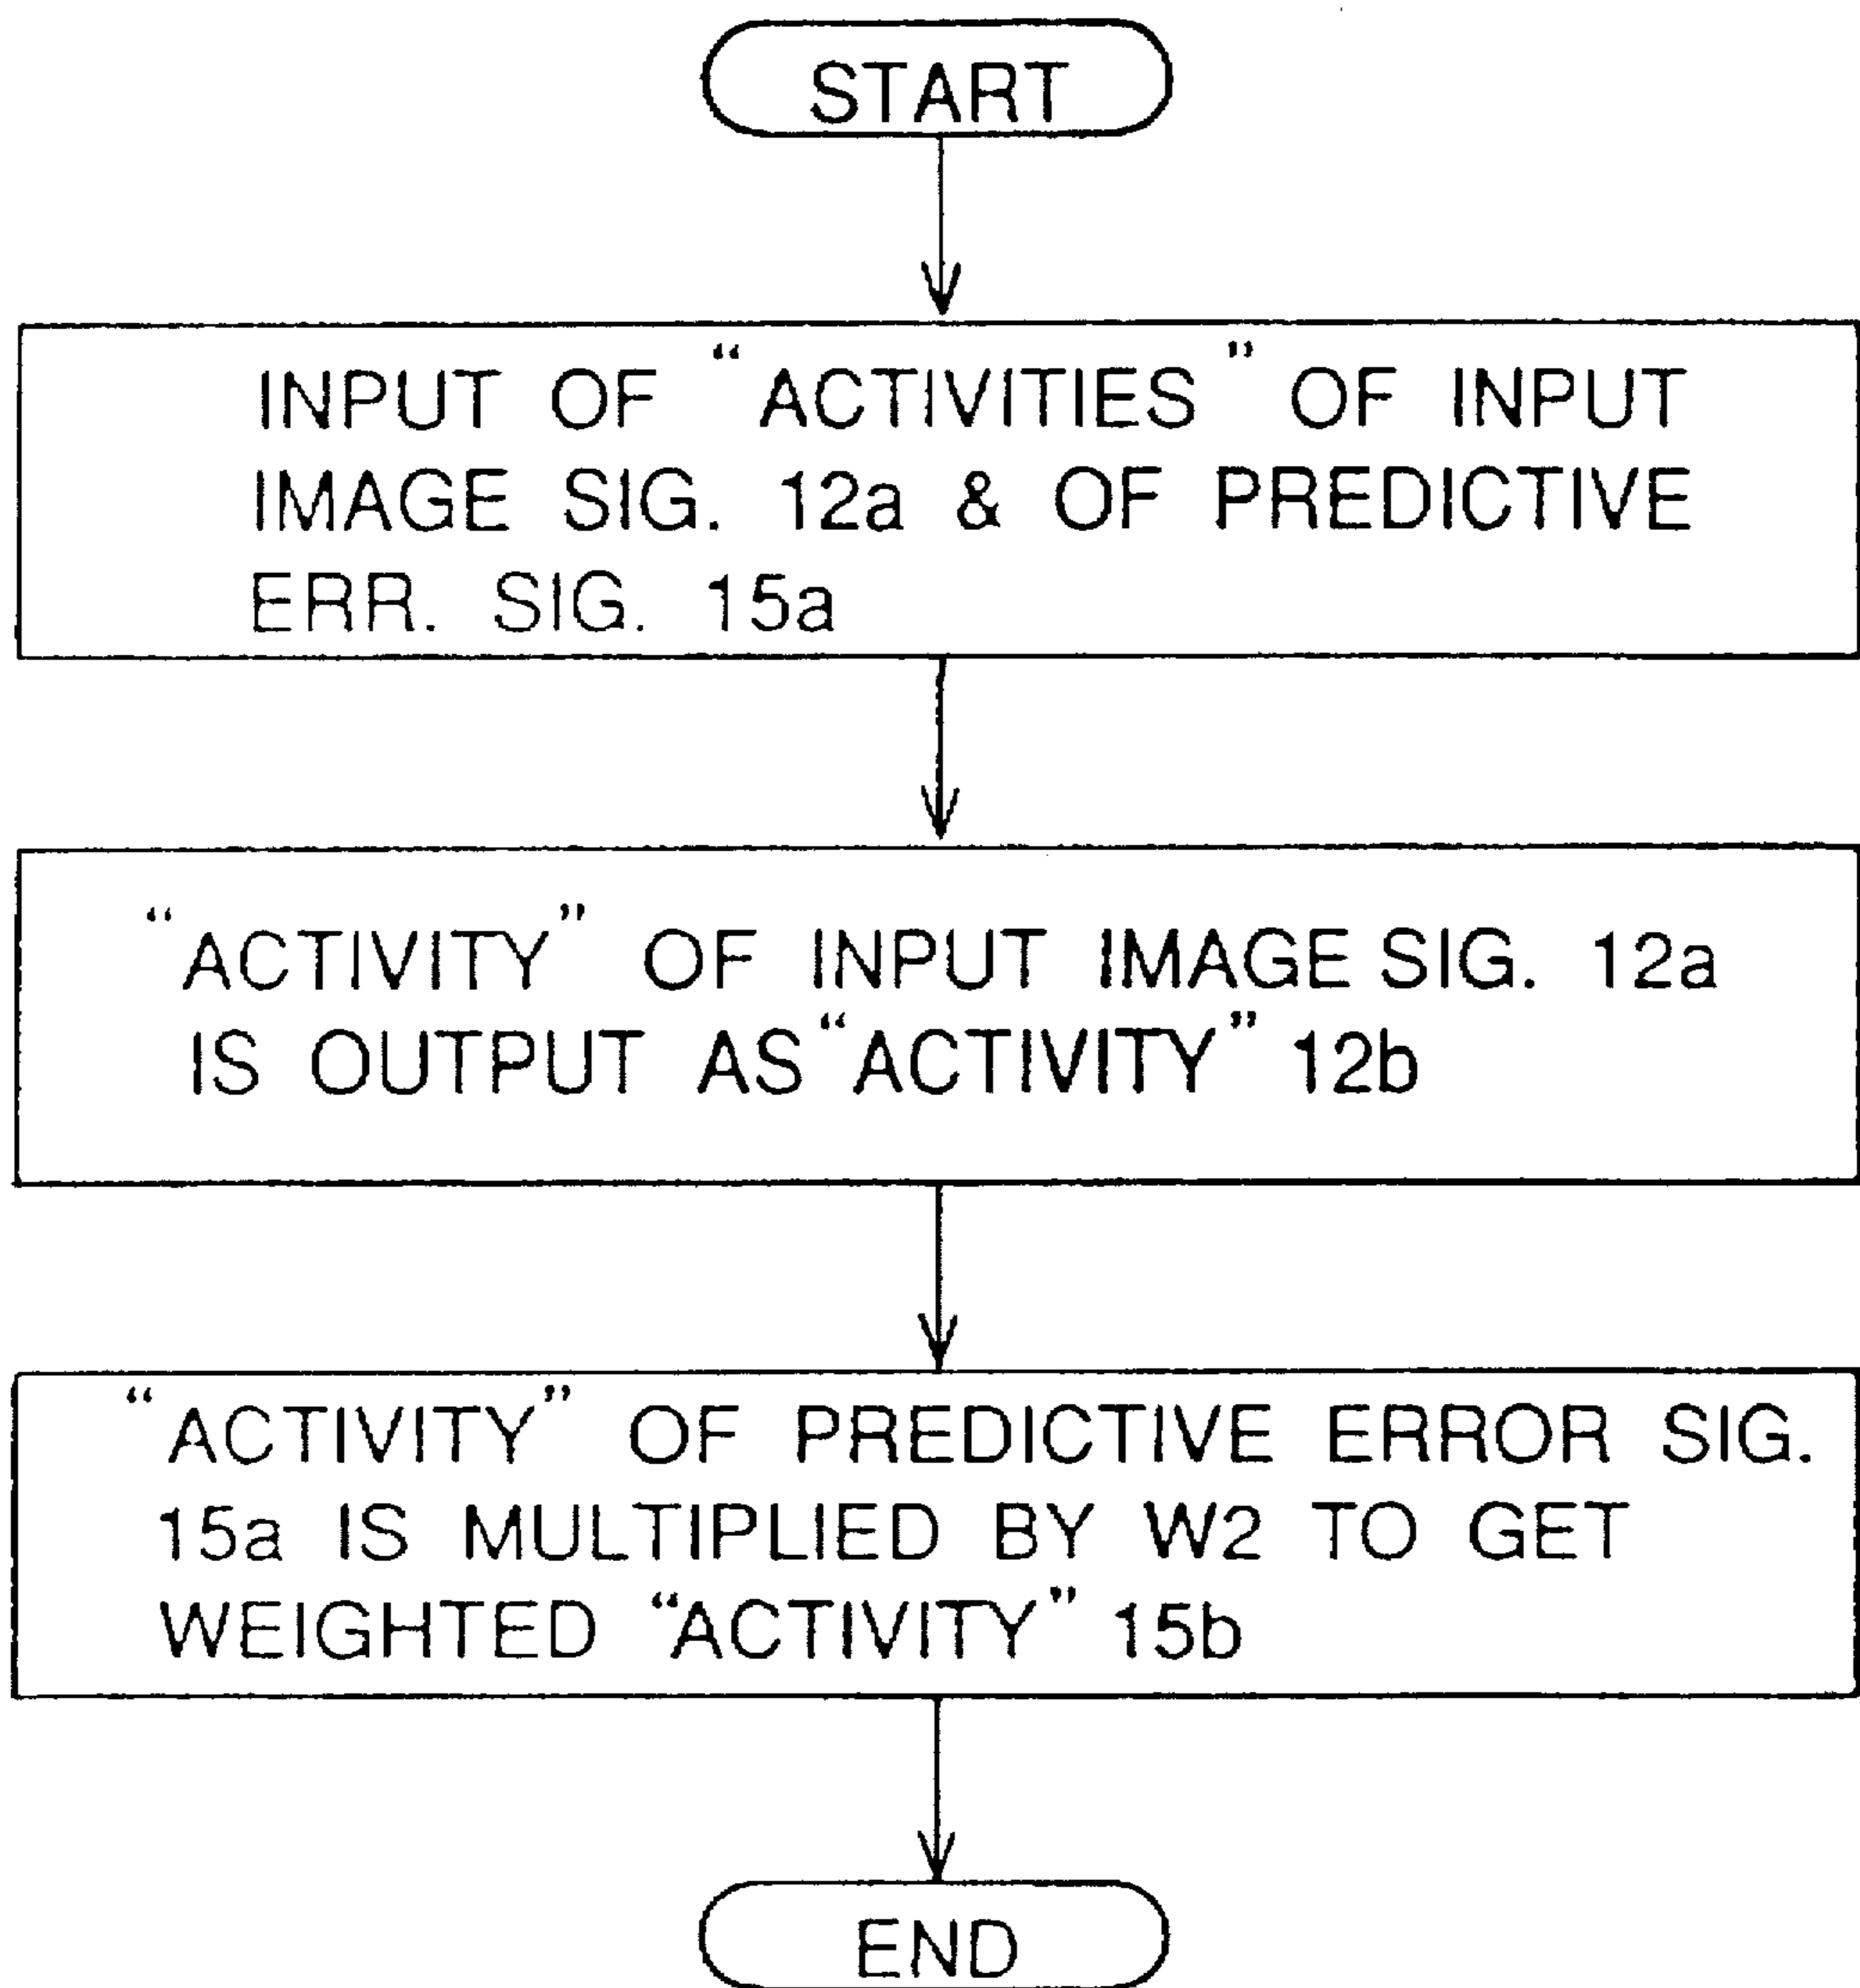 START
INPUT OF “ACTIVITIES” OF INPUT
IMAGE SIG. 12a & OF PREDICTIVE
ERR. SIG. 15a
“ACTIVITY” OF INPUT IMAGE SIG. 12a
IS OUTPUT AS “ACTIVITY” 12b
“ACTIVITY” OF PREDICTIVE ERROR SIG.
15a IS MULTIPLIED BY W2 TO GET
WEIGHTED “ACTIVITY” 15b
END